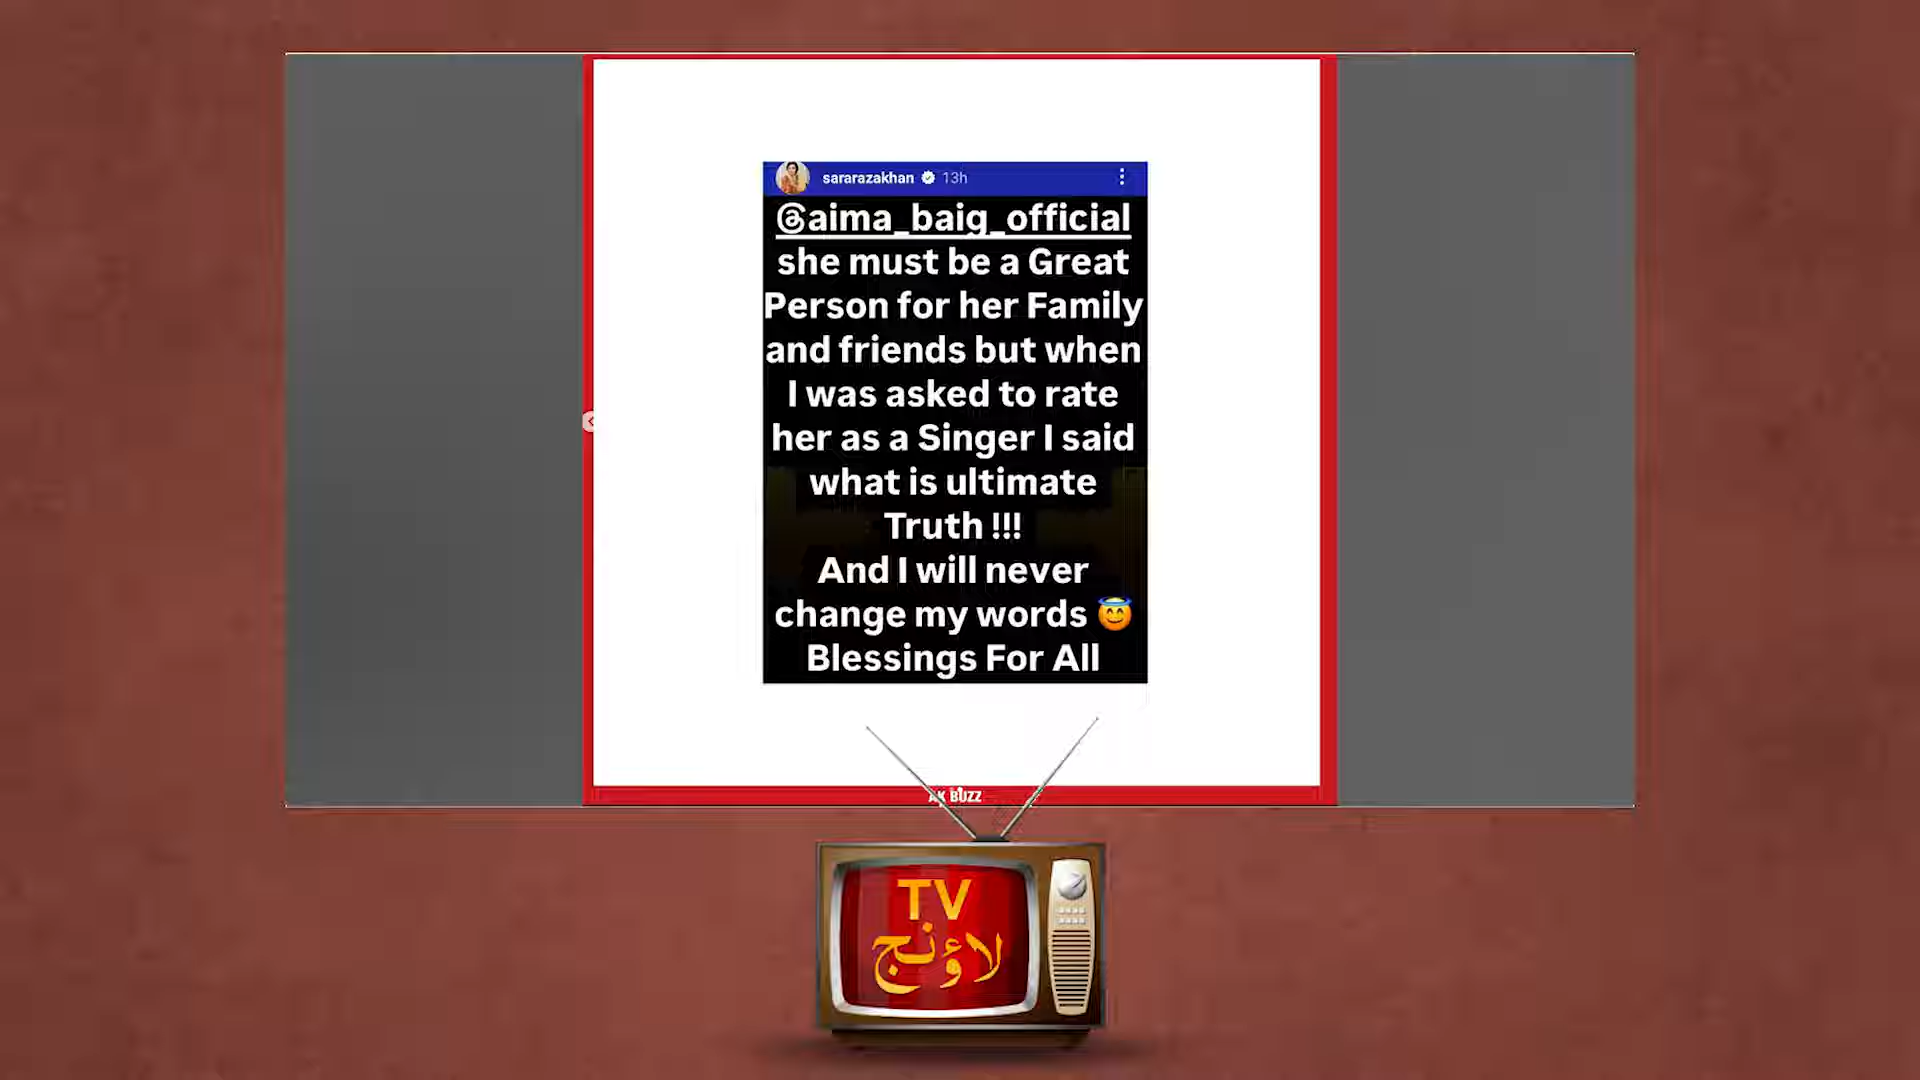 sararazakhan 13h
@aima_baig_official
she must be a Great
Person for her Family
and friends but when
I was asked to rate
her as a Singer I said
what is ultimate
Truth !!!
And I will never
change my words 😇
Blessings For All
AK BUZZ
TV
لاؤنج